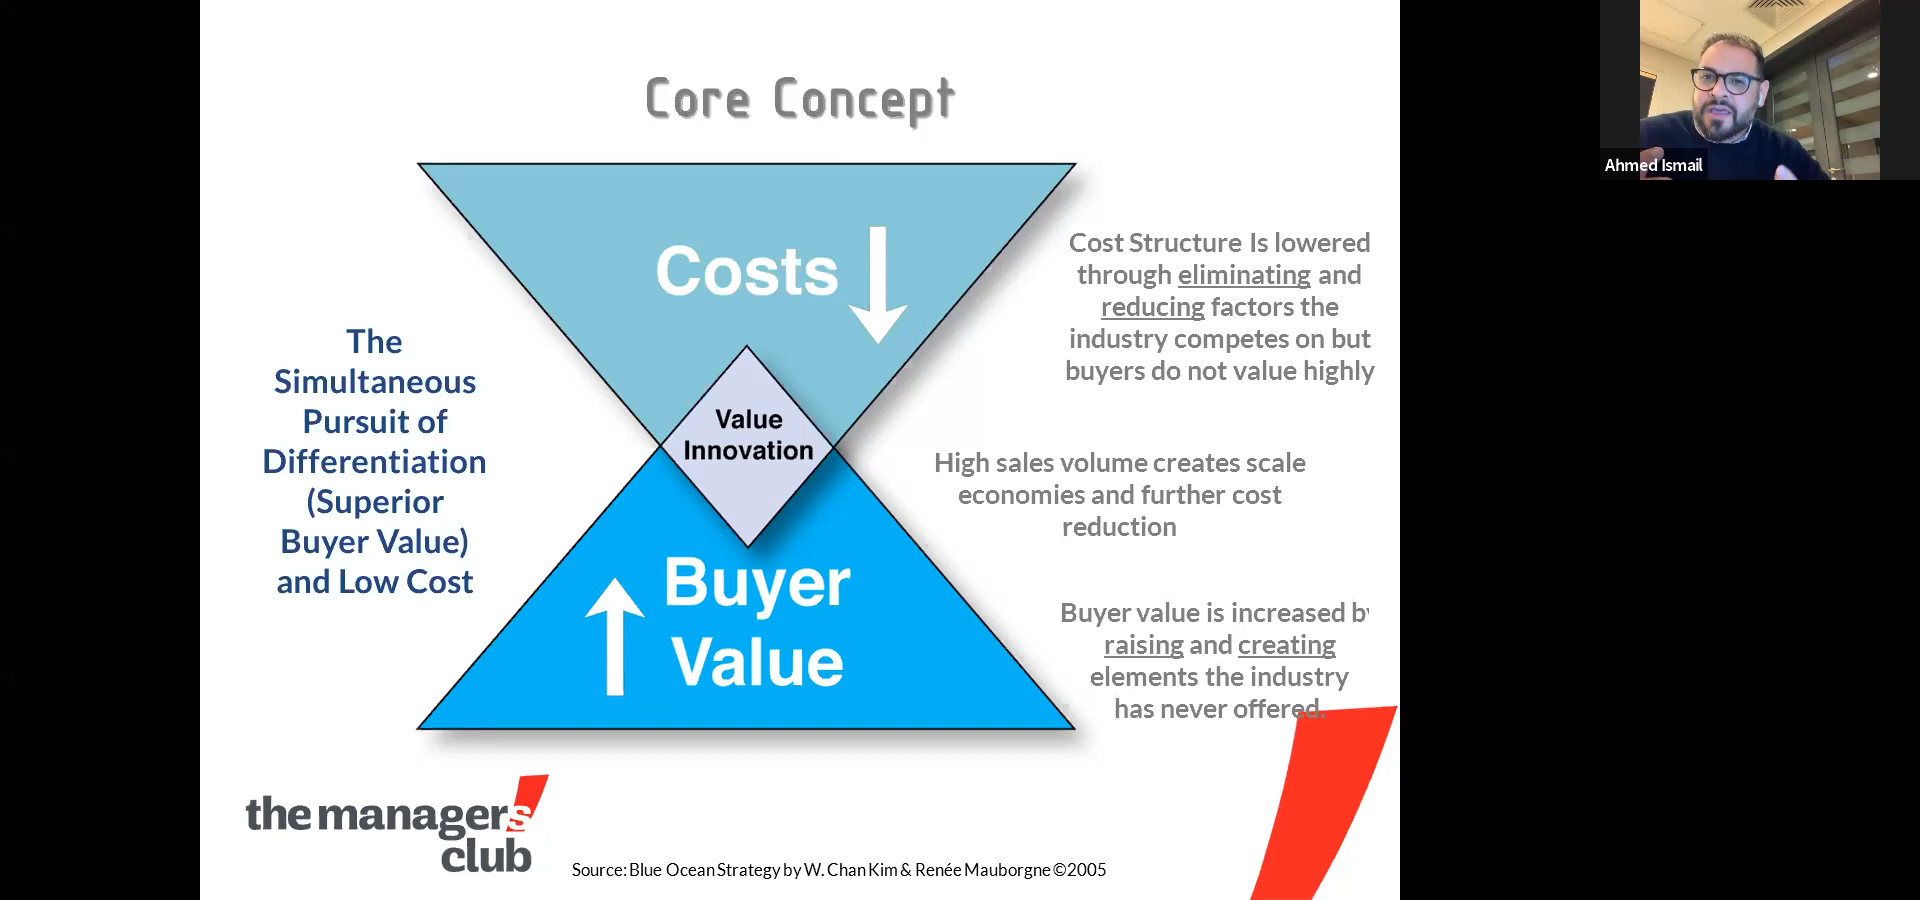 Core Concept
Ahmed Ismail
Costs
Cost Structure Is lowered
through eliminating and
reducing factors the
industry competes on but
buyers do not value highly
The
Simultaneous
Pursuit of
Differentiation
(Superior
Buyer Value)
and Low Cost
Value
Innovation
High sales volume creates scale
economies and further cost
reduction
Buyer
Value
Buyer value is increased by
raising and creating
elements the industry
has never offered.
the managers
club
Source: Blue Ocean Strategy by W. Chan Kim & Renée Mauborgne ©2005